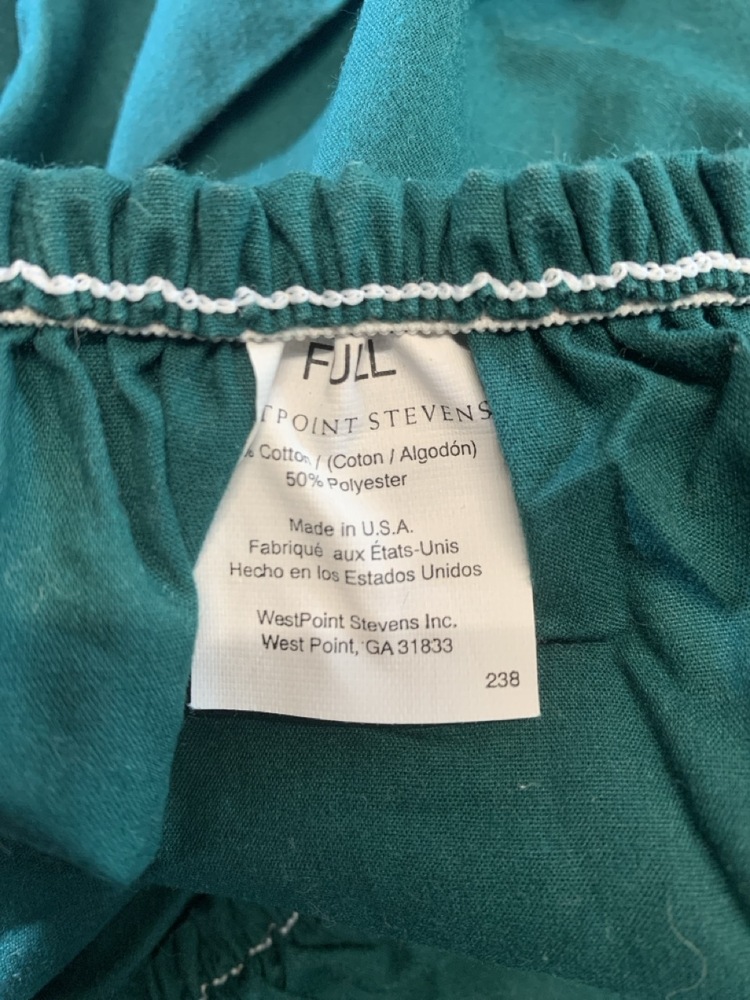 FULL
TPOINT STEVENS
% Cotton / (Coton / Algodón)
50% Polyester
Made in U.S.A.
Fabriqué aux États-Unis
Hecho en los Estados Unidos
WestPoint Stevens Inc.
West Point, GA 31833
238